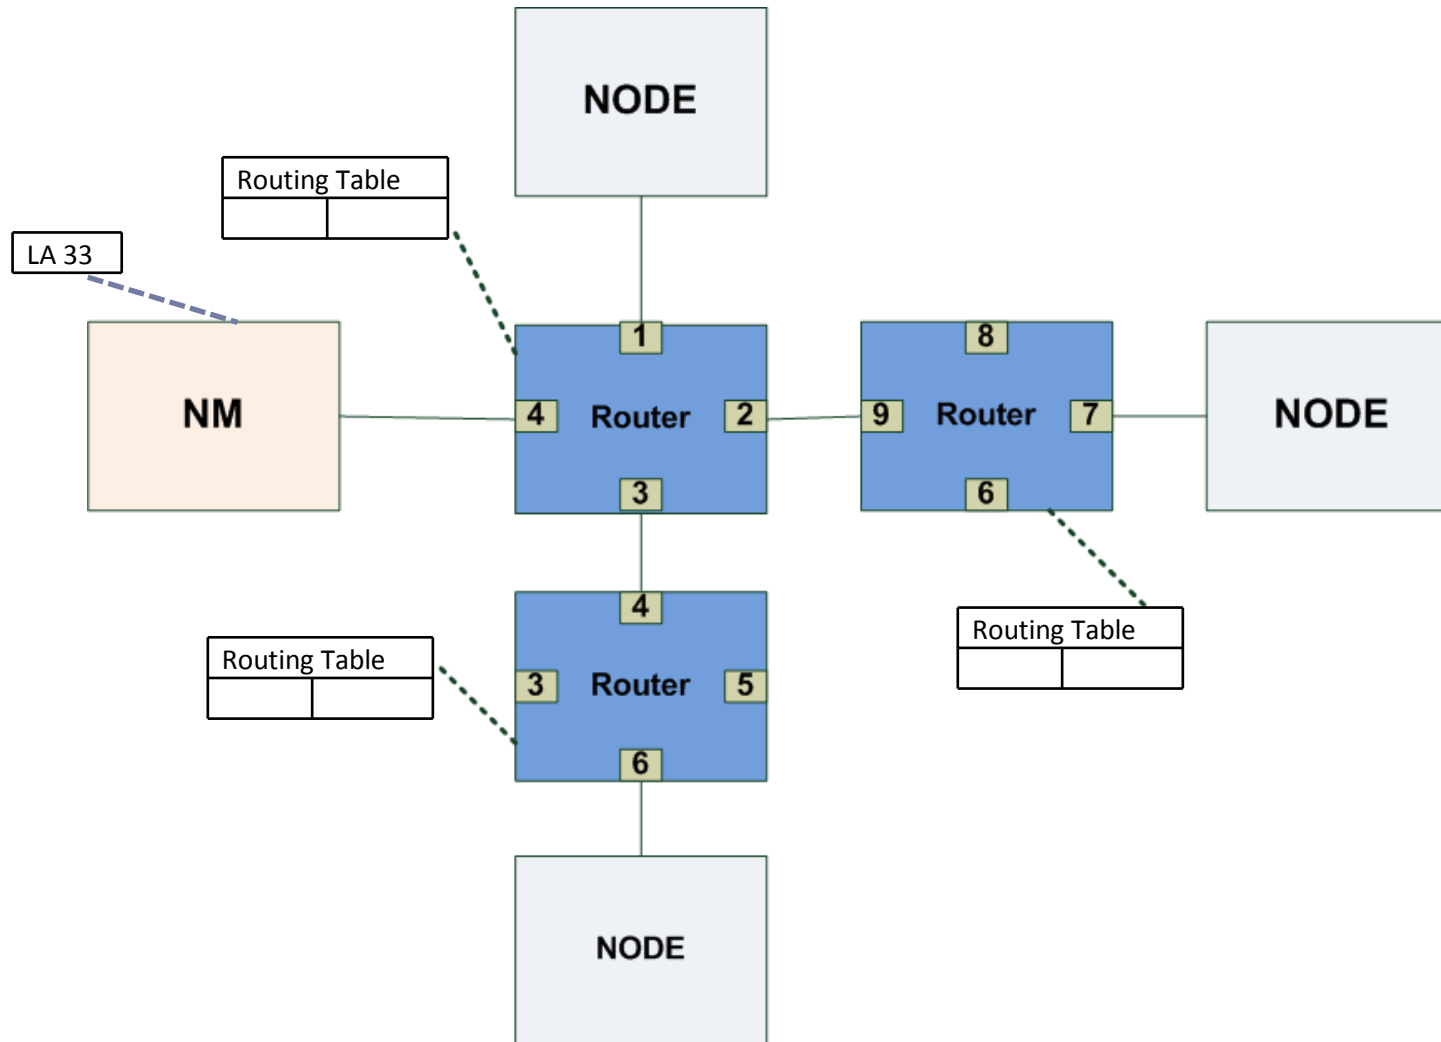 NODE
Routing Table
LA 33
NM
1
4 Router 2
3
8
9 Router 7
6
NODE
4
3 Router 5
6
Routing Table
Routing Table
NODE